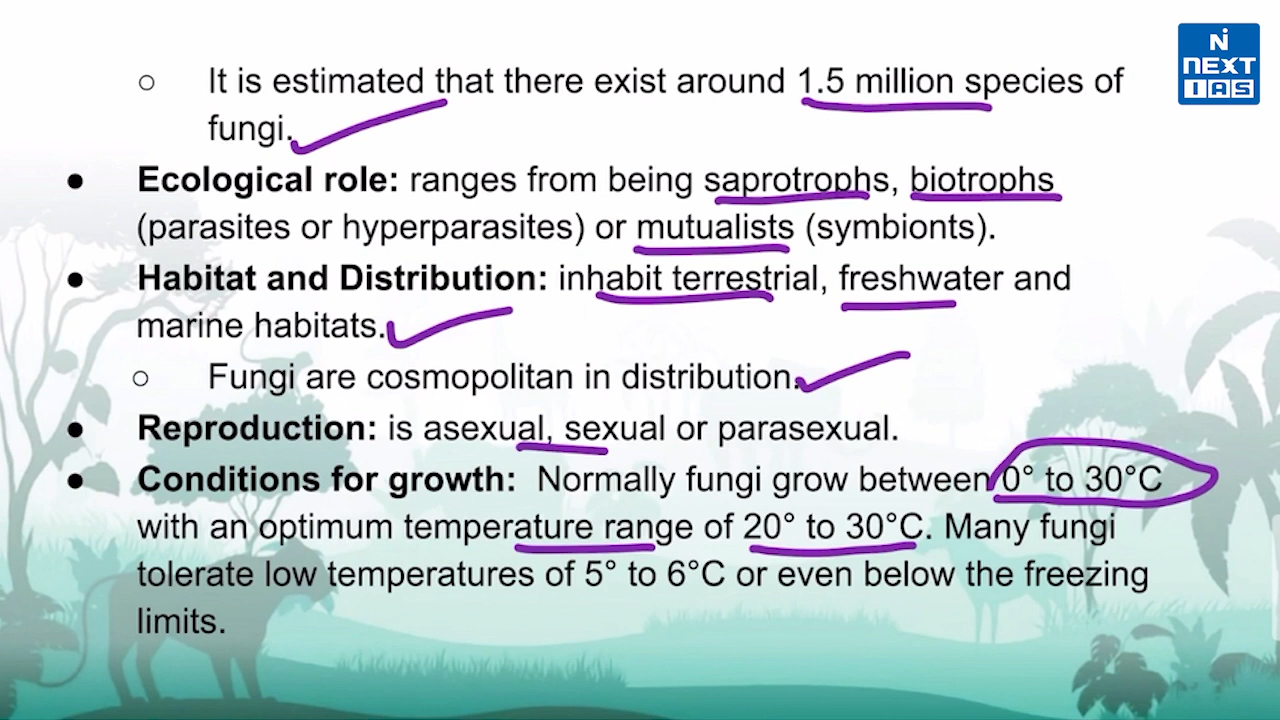 NEXT
IAS
○ It is estimated that there exist around 1.5 million species of
fungi.
● Ecological role: ranges from being saprotrophs, biotrophs
(parasites or hyperparasites) or mutualists (symbionts).
● Habitat and Distribution: inhabit terrestrial, freshwater and
marine habitats.
○ Fungi are cosmopolitan in distribution.
● Reproduction: is asexual, sexual or parasexual.
● Conditions for growth: Normally fungi grow between 0° to 30°C
with an optimum temperature range of 20° to 30°C. Many fungi
tolerate low temperatures of 5° to 6°C or even below the freezing
limits.